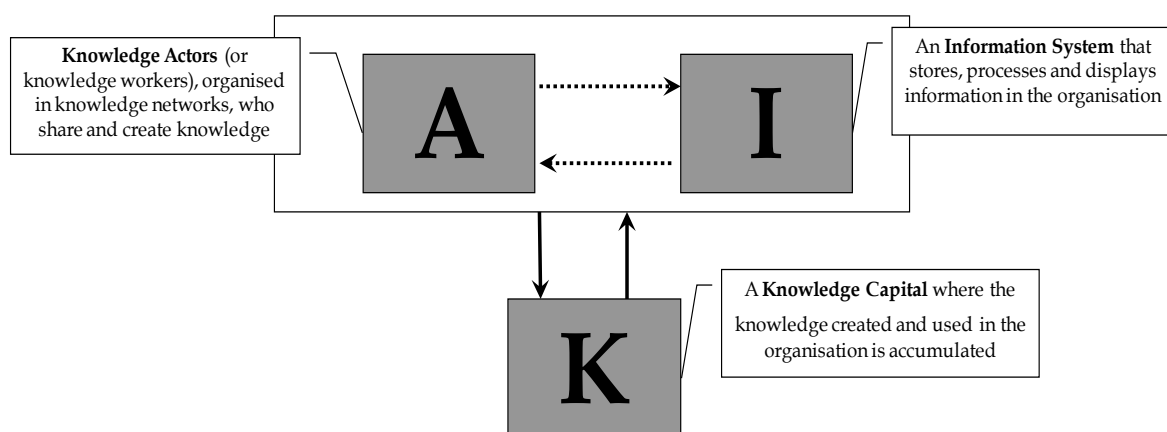 Knowledge Actors (or
knowledge workers), organised
in knowledge networks, who
share and create knowledge
A
I
An Information System that
stores, processes and displays
information in the organisation
K
A Knowledge Capital where the
knowledge created and used in the
organisation is accumulated